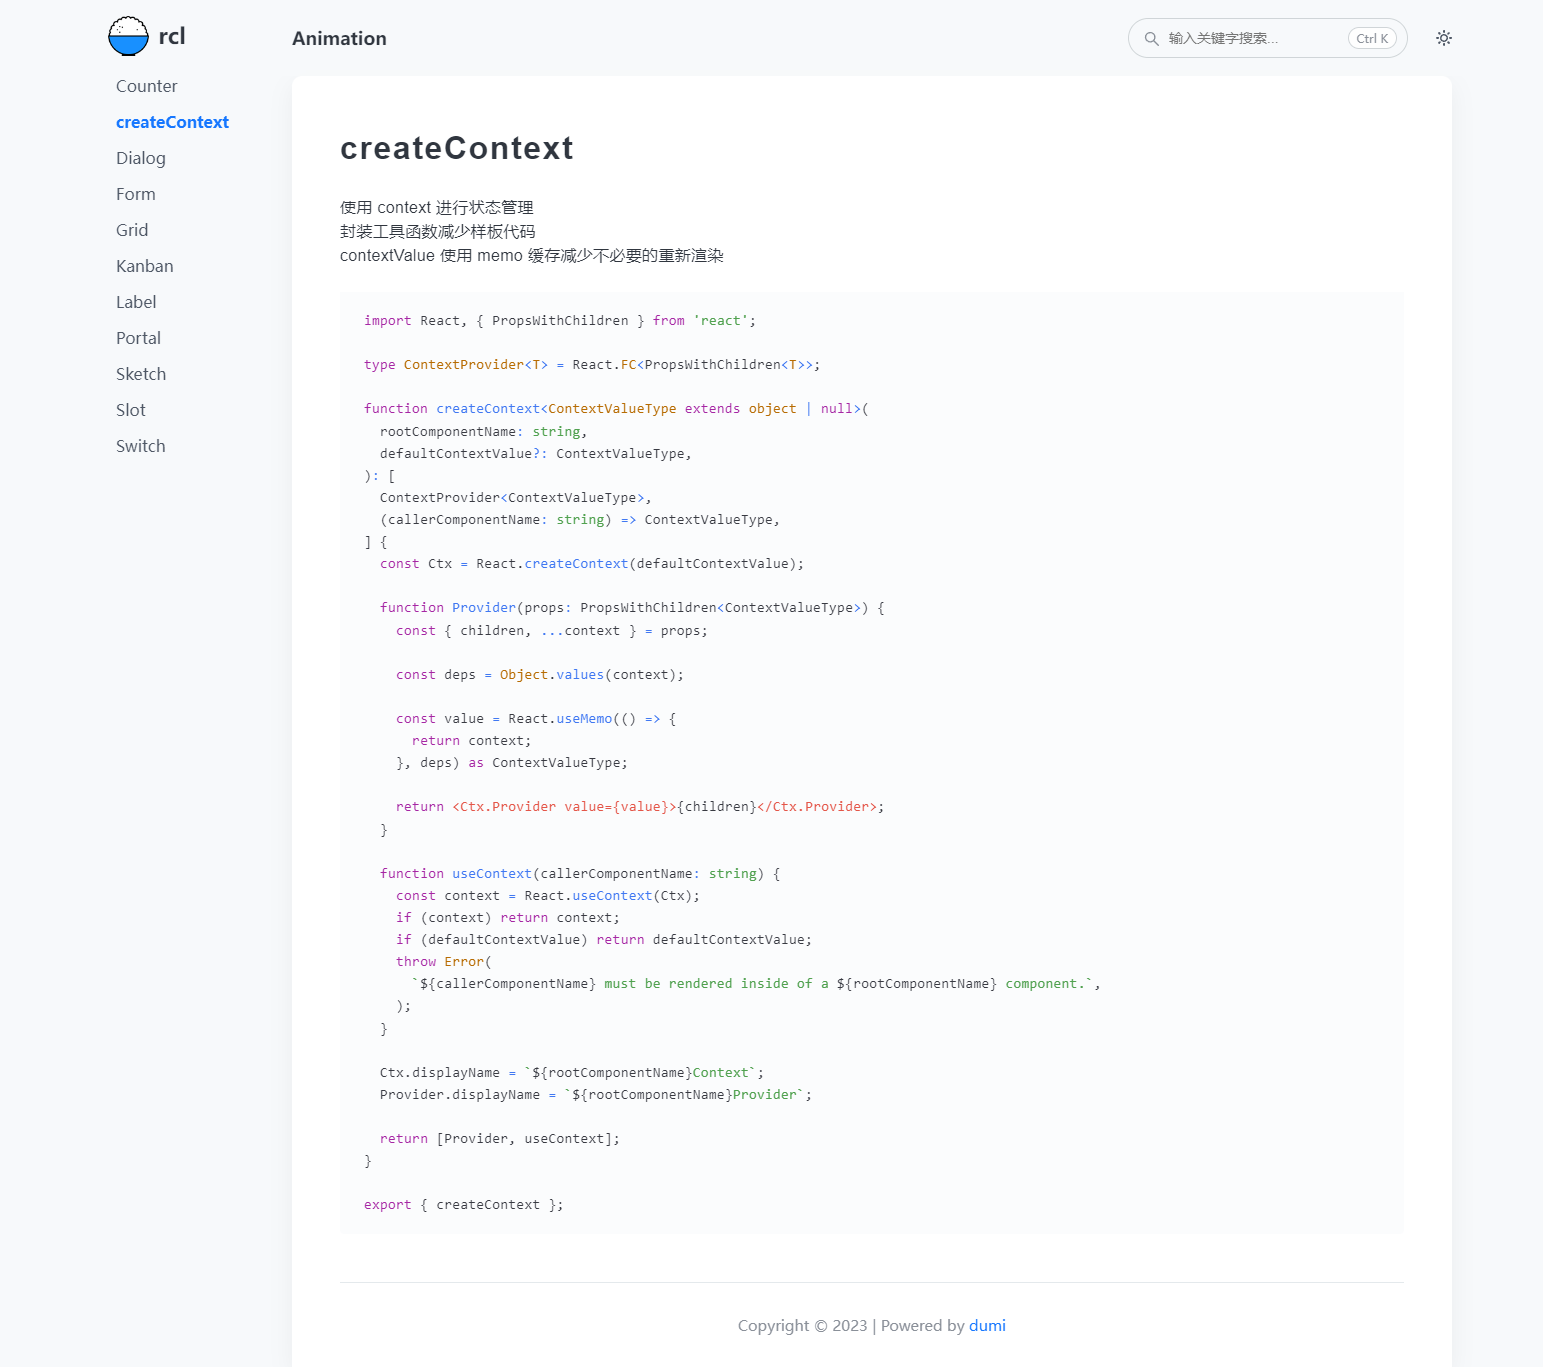 rcl
Animation
输入关键字搜索...
Ctrl K
Counter
createContext
Dialog
Form
Grid
Kanban
Label
Portal
Sketch
Slot
Switch
createContext
使用 context 进行状态管理
封装工具函数减少样板代码
contextValue 使用 memo 缓存减少不必要的重新渲染
import React, { PropsWithChildren } from 'react';
type ContextProvider<T> = React.FC<PropsWithChildren<T>>;
function createContext<ContextValueType extends object | null>(
  rootComponentName: string,
  defaultContextValue?: ContextValueType,
): [
  ContextProvider<ContextValueType>,
  (callerComponentName: string) => ContextValueType,
] {
  const Ctx = React.createContext(defaultContextValue);
  function Provider(props: PropsWithChildren<ContextValueType>) {
    const { children, ...context } = props;
    const deps = Object.values(context);
    const value = React.useMemo(() => {
      return context;
    }, deps) as ContextValueType;
    return <Ctx.Provider value={value}>{children}</Ctx.Provider>;
  }
  function useContext(callerComponentName: string) {
    const context = React.useContext(Ctx);
    if (context) return context;
    if (defaultContextValue) return defaultContextValue;
    throw Error(
      `${callerComponentName} must be rendered inside of a ${rootComponentName} component.`,
    );
  }
  Ctx.displayName = `${rootComponentName}Context`;
  Provider.displayName = `${rootComponentName}Provider`;
  return [Provider, useContext];
}
export { createContext };
Copyright © 2023 | Powered by dumi